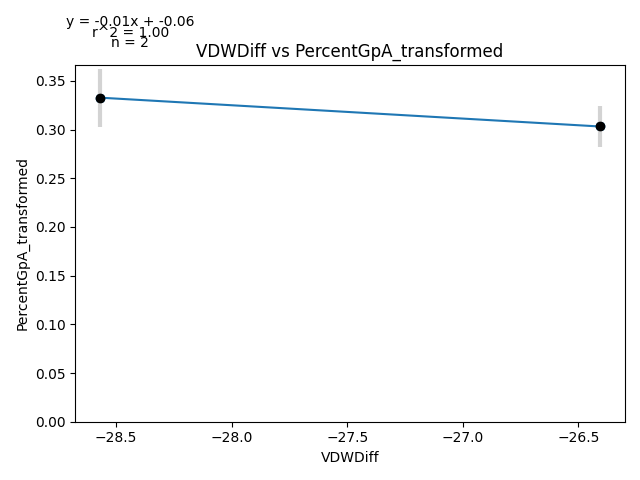 y = -0.01x + -0.06
r^2 = 1.00
n = 2
VDWDiff vs PercentGpA_transformed
0.35
0.30
0.25
0.20
0.15
0.10
0.05
0.00
PercentGpA_transformed
−28.5 −28.0 −27.5 −27.0 −26.5
VDWDiff